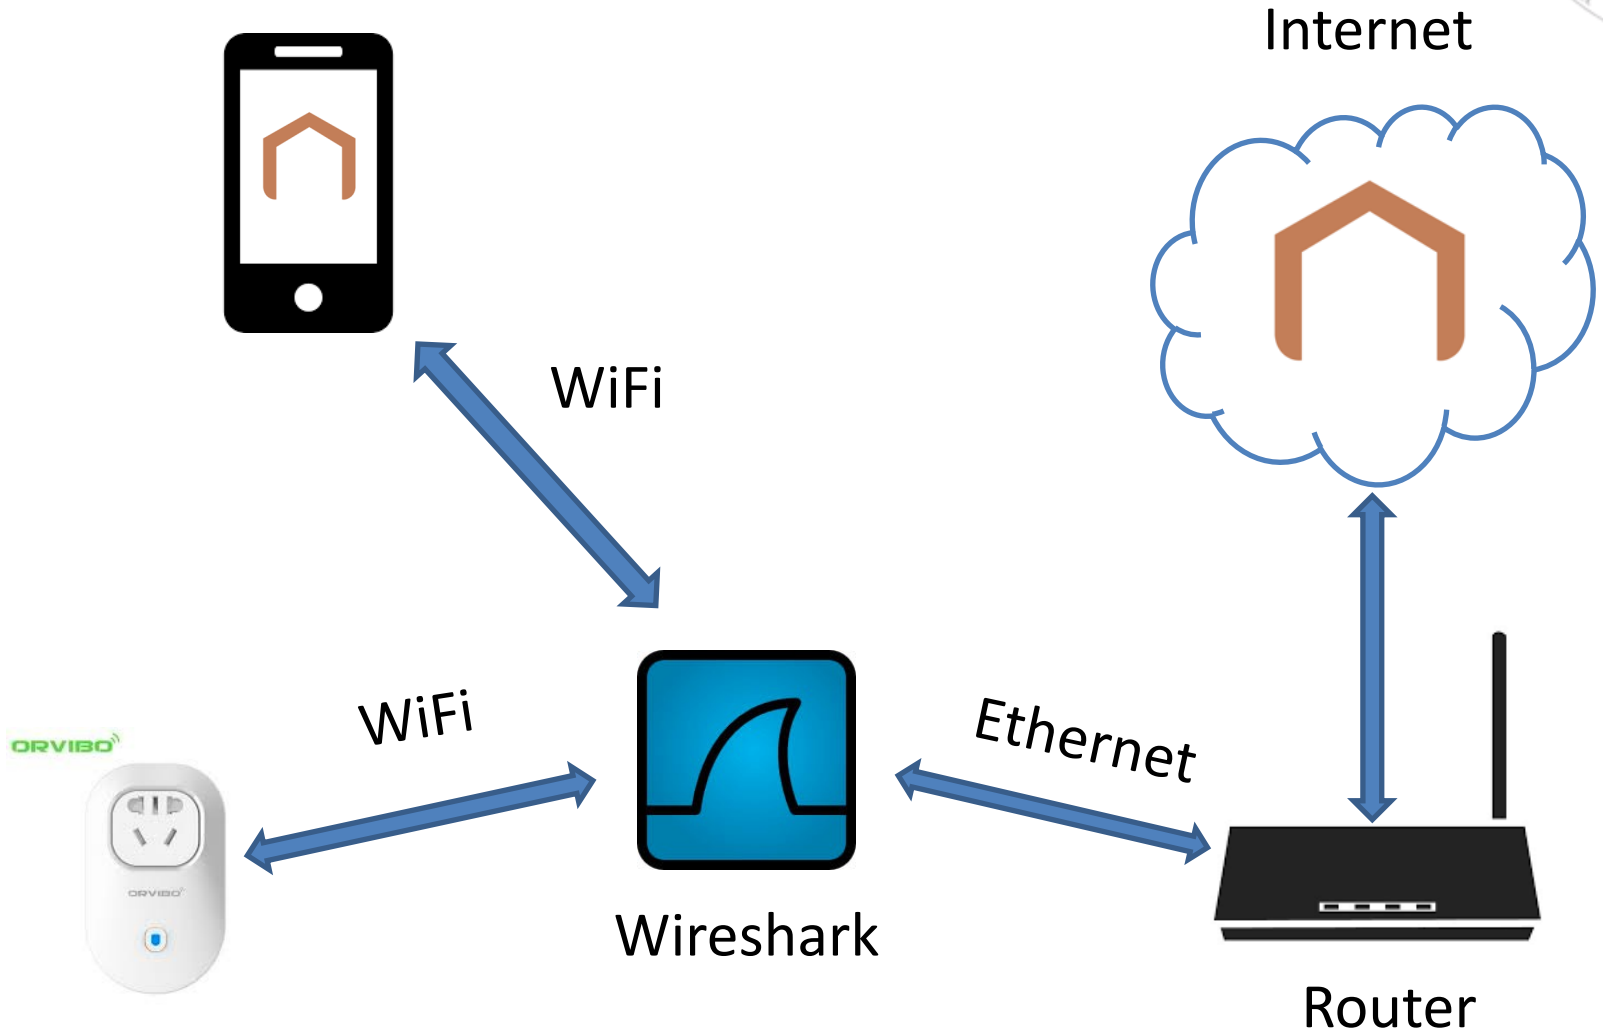 Internet
WiFi
WiFi
Ethernet
ORVIBO
ORVIBO
Wireshark
Router